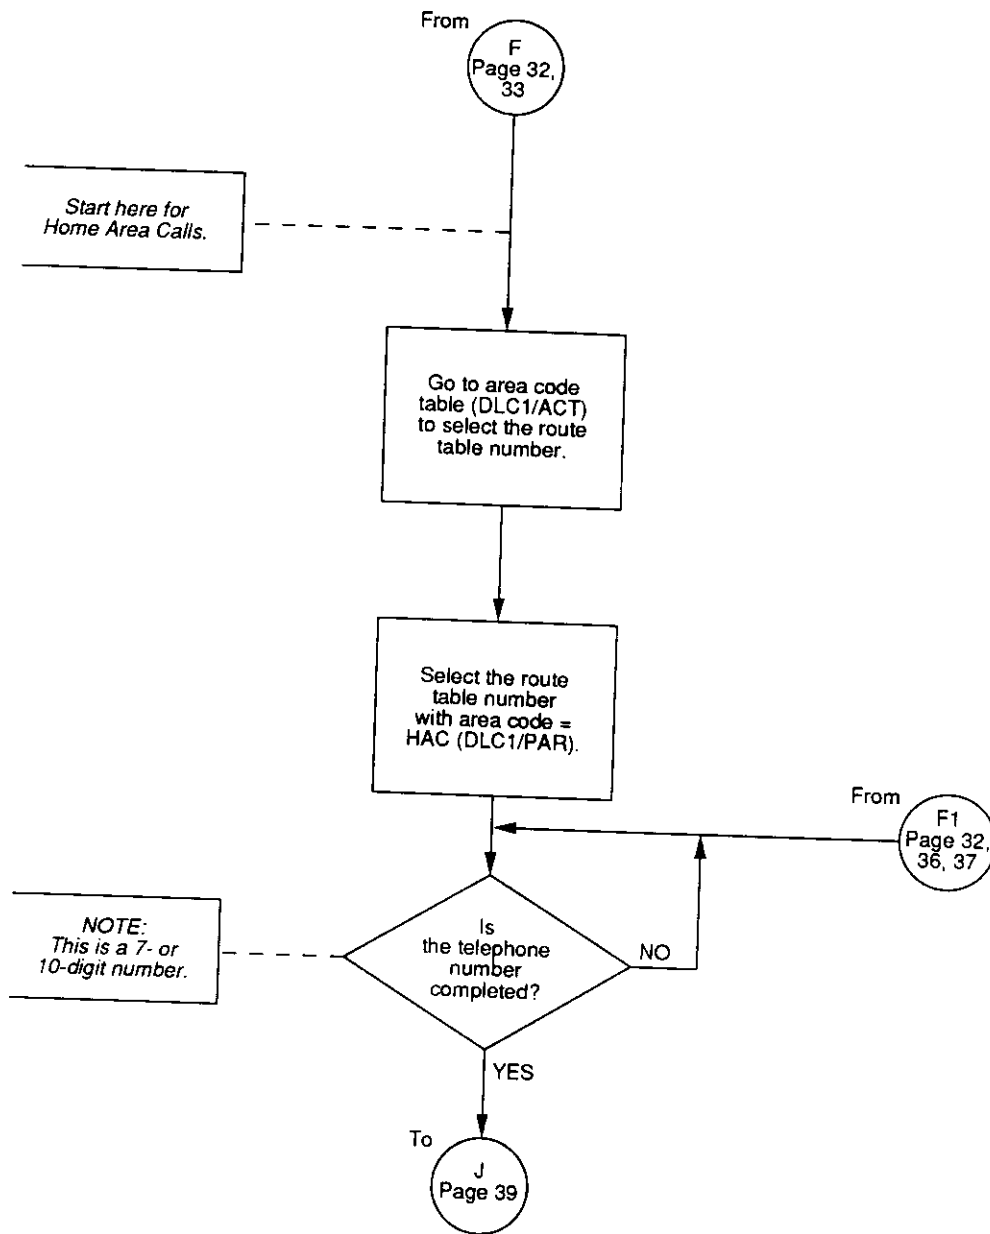 From
F
Page 32,
33
Start here for
Home Area Calls.
Go to area code
table (DLC1/ACT)
to select the route
table number.
Select the route
table number
with area code =
HAC (DLC1/PAR).
From
F1
Page 32,
36, 37
NOTE:
This is a 7- or
10-digit number.
Is
the telephone
number
completed?
NO
YES
To
J
Page 39